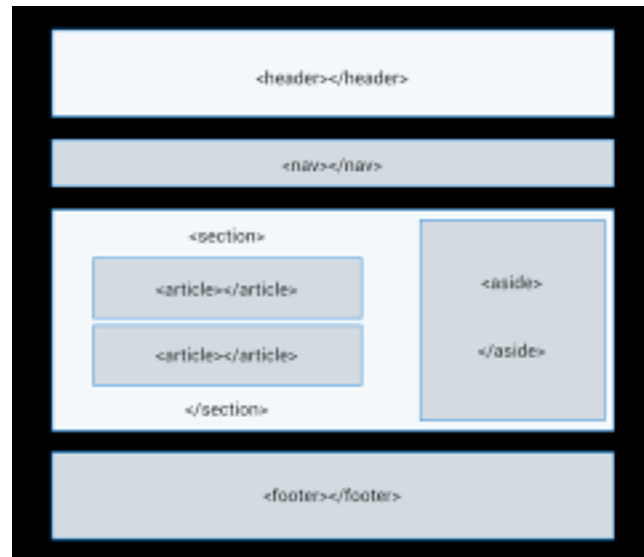 <header></header>
<nav></nav>
<section>
<article></article>
<article></article>
</section>
<aside>
</aside>
<footer></footer>